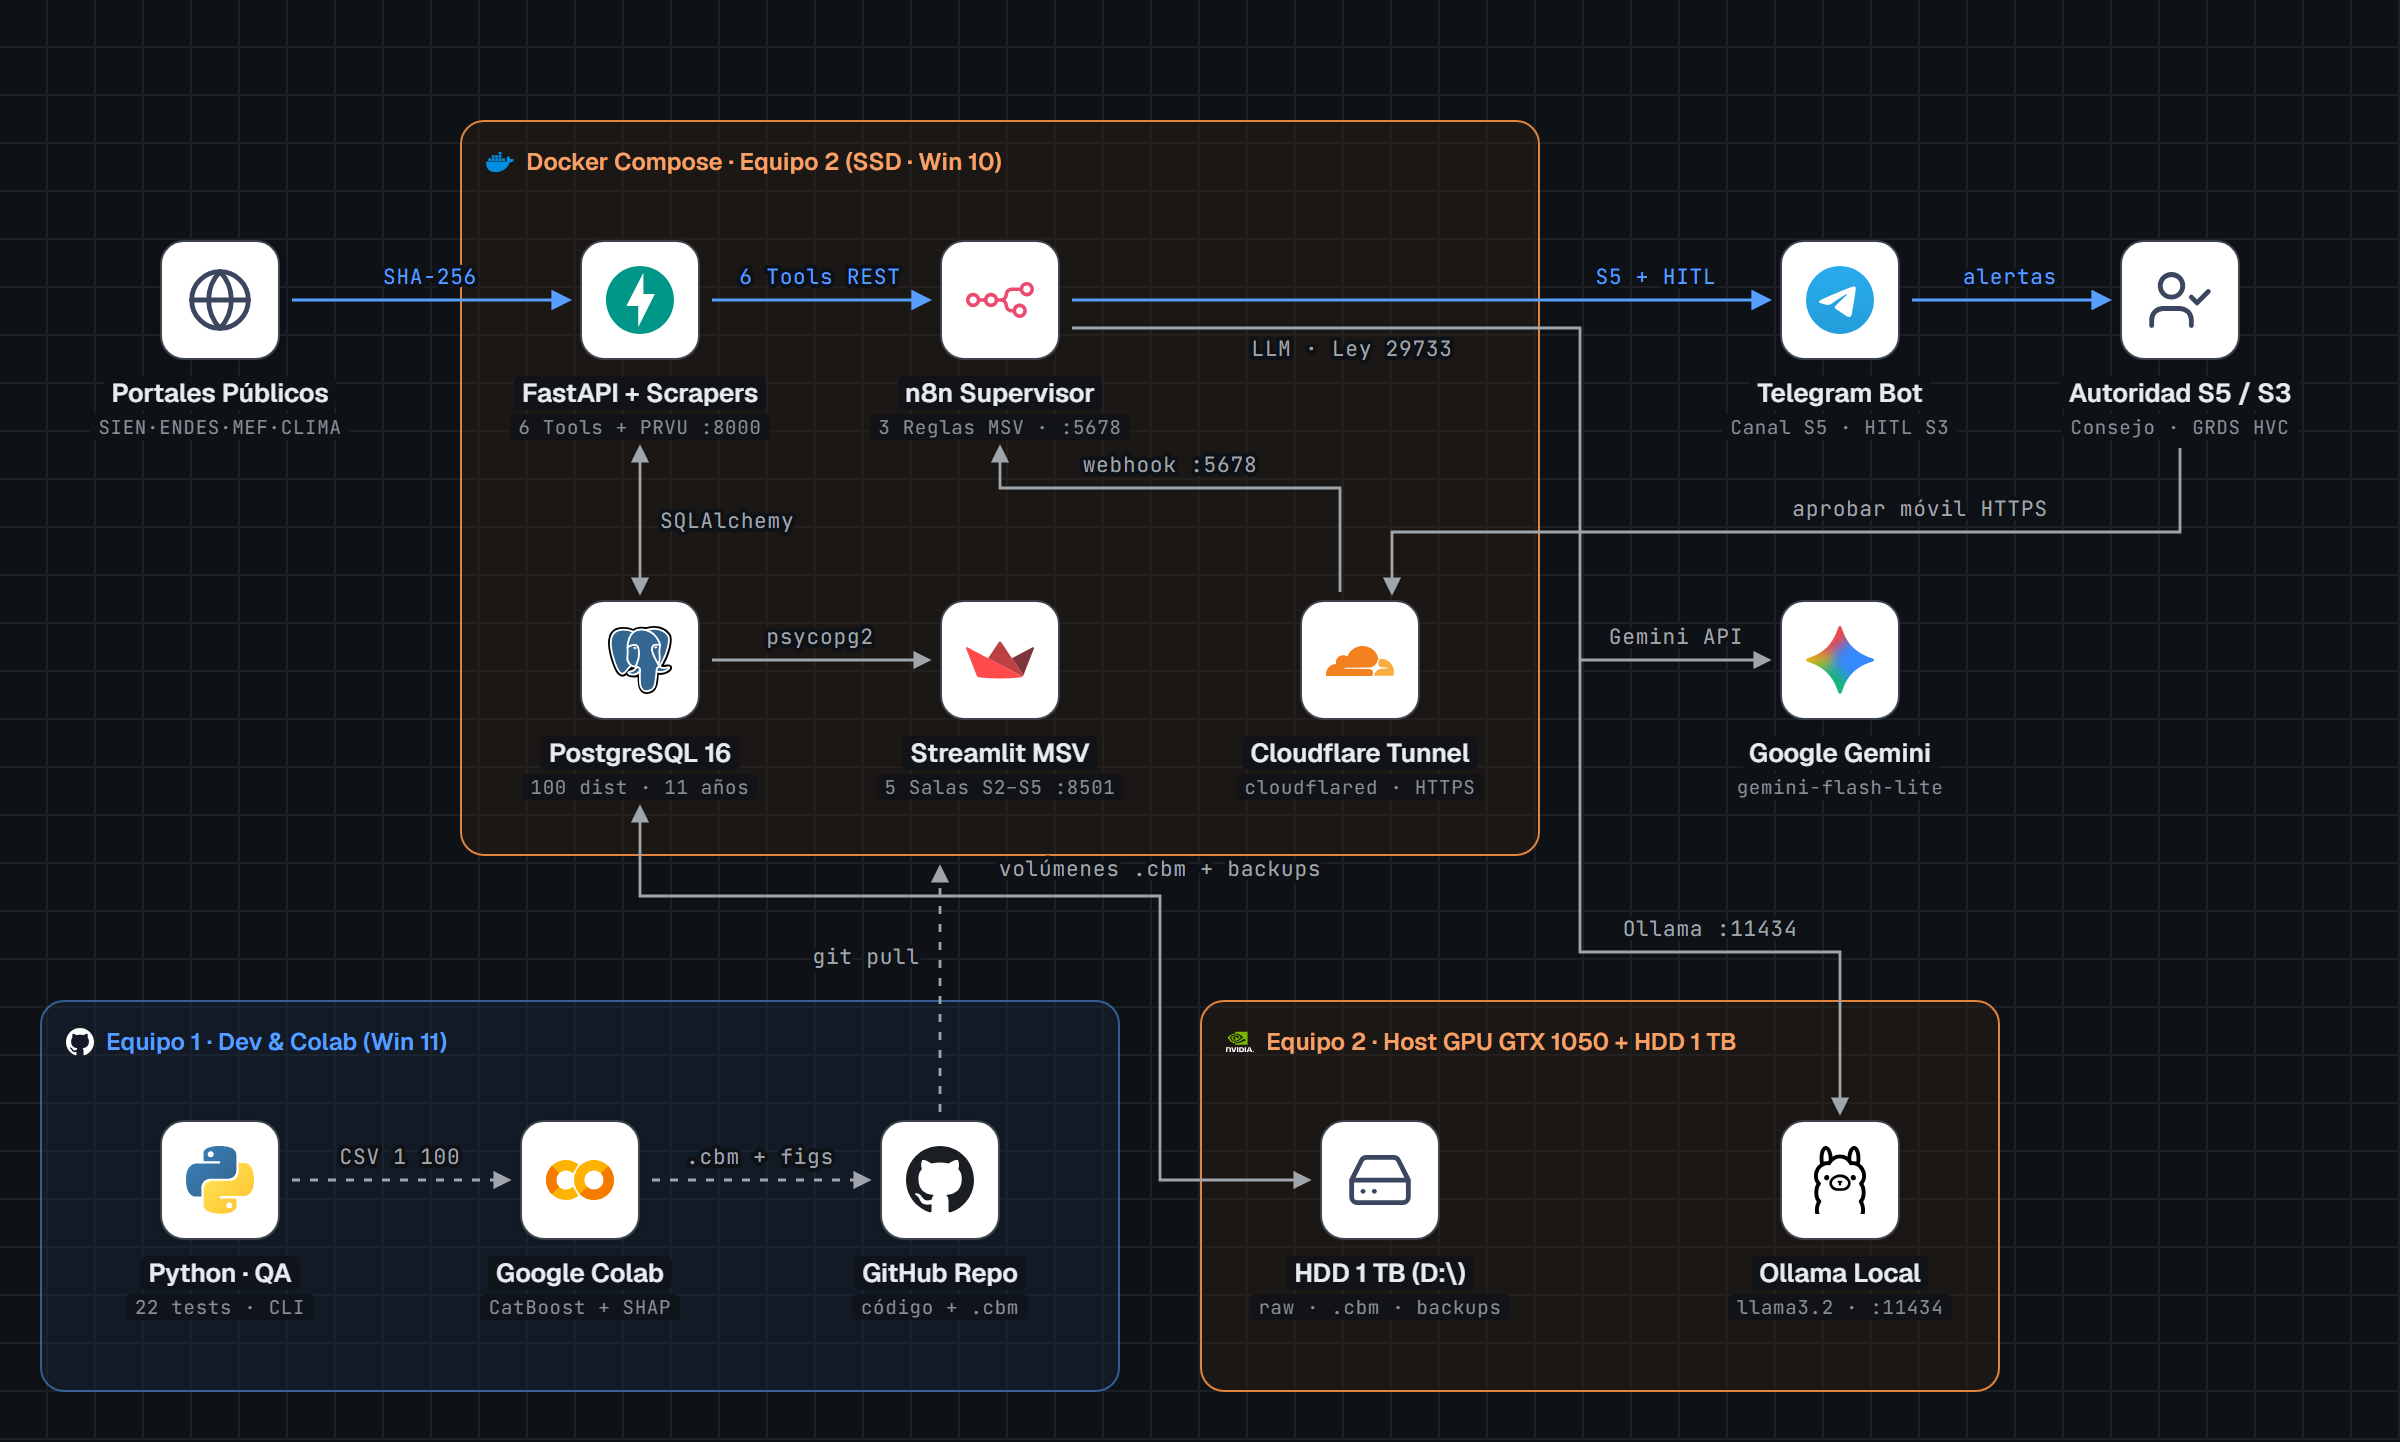 Docker Compose · Equipo 2 (SSD · Win 10)
SHA-256
6 Tools REST
S5 + HITL
alertas
LLM · Ley 29733
Portales Públicos
SIEN·ENDES·MEF·CLIMA
FastAPI + Scrapers
6 Tools + PRVU :8000
n8n Supervisor
3 Reglas MSV · :5678
Telegram Bot
Canal S5 · HITL S3
Autoridad S5 / S3
Consejo · GRDS HVC
webhook :5678
SQLAlchemy
aprobar móvil HTTPS
psycopg2
Gemini API
PostgreSQL 16
100 dist · 11 años
Streamlit MSV
5 Salas S2–S5 :8501
Cloudflare Tunnel
cloudflared · HTTPS
Google Gemini
gemini-flash-lite
volúmenes .cbm + backups
git pull
Ollama :11434
Equipo 1 · Dev & Colab (Win 11)
NVIDIA.
Equipo 2 · Host GPU GTX 1050 + HDD 1 TB
CSV 1 100
.cbm + figs
Python · QA
22 tests · CLI
Google Colab
CatBoost + SHAP
GitHub Repo
código + .cbm
HDD 1 TB (D:\)
raw · .cbm · backups
Ollama Local
llama3.2 · :11434